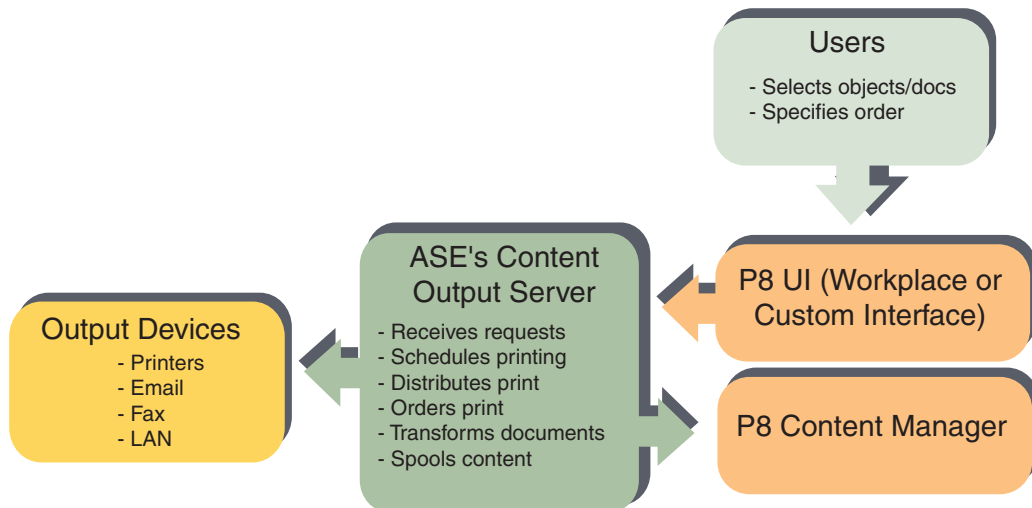 Users
- Selects objects/docs
- Specifies order
P8 UI (Workplace or
Custom Interface)
P8 Content Manager
ASE's Content
Output Server
- Receives requests
- Schedules printing
- Distributes print
- Orders print
- Transforms documents
- Spools content
Output Devices
- Printers
- Email
- Fax
- LAN